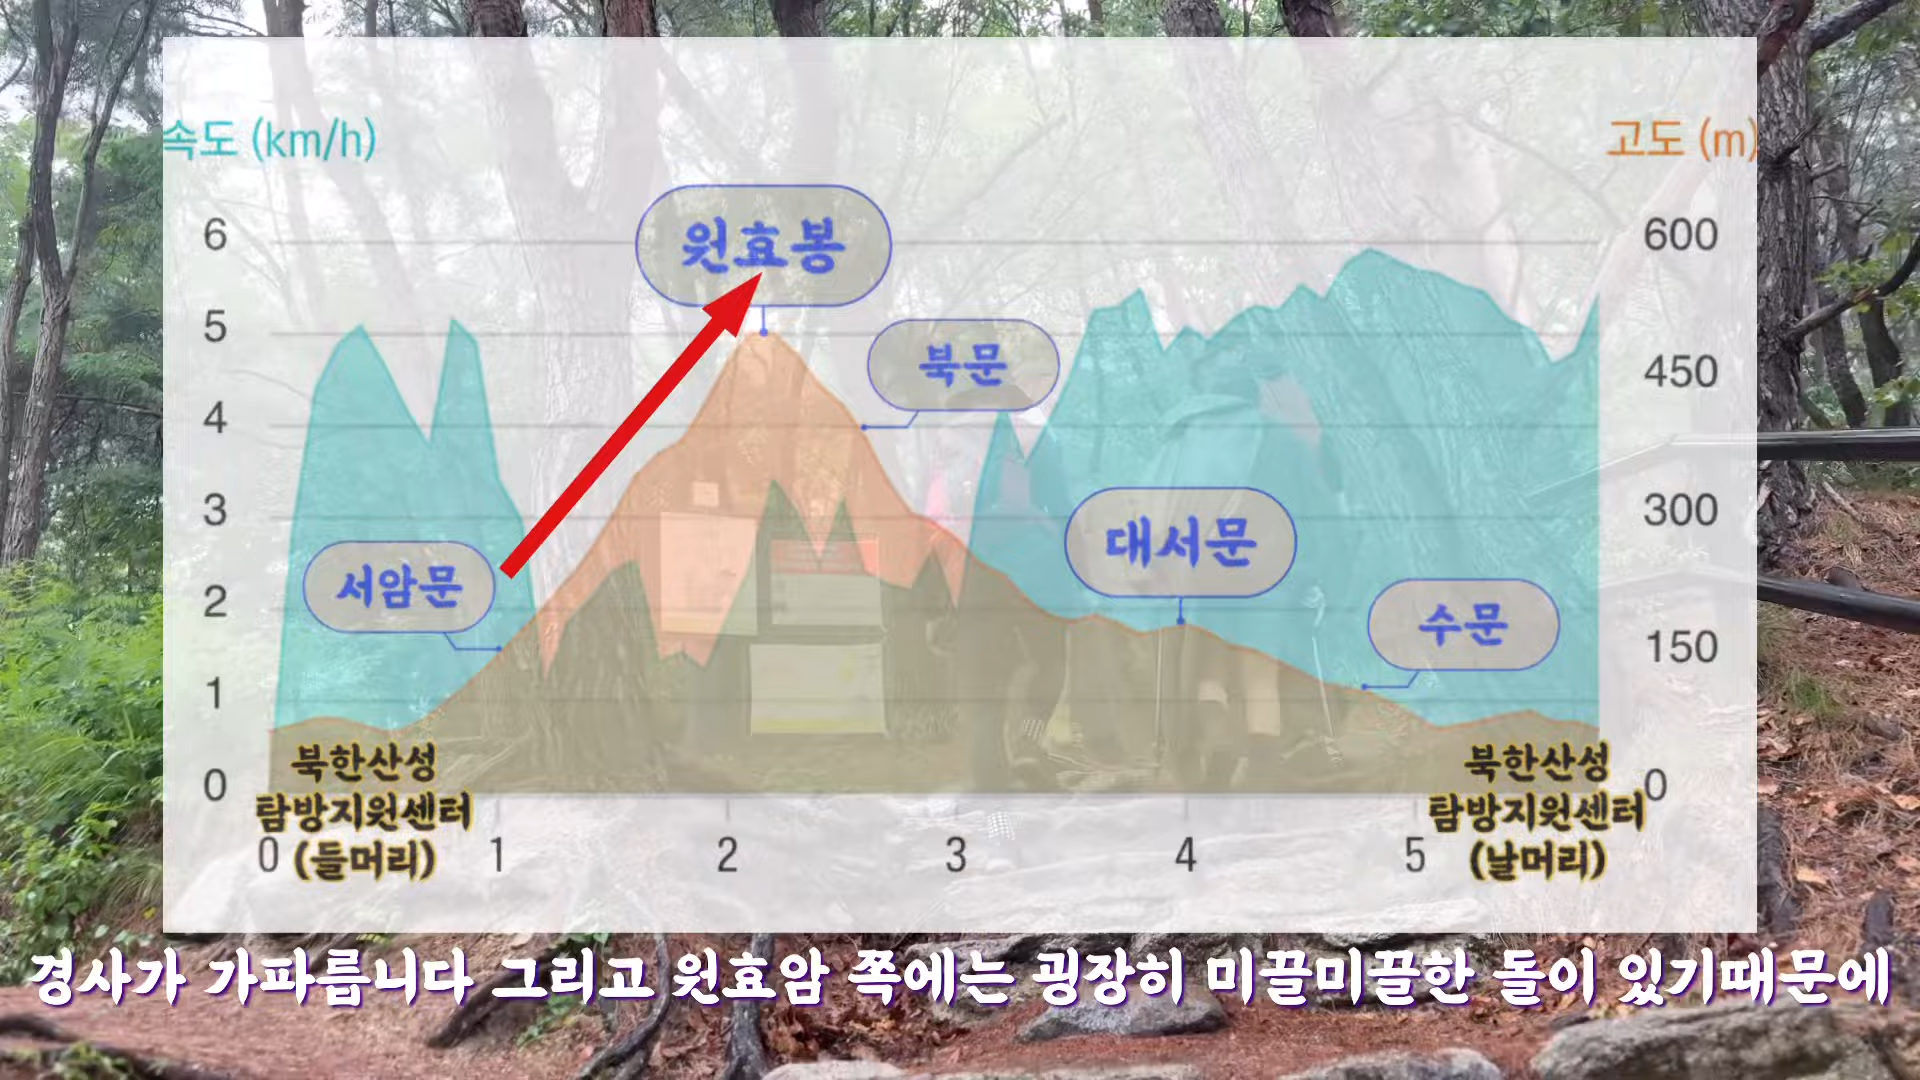 속도 (km/h)
고도 (m)
원효봉
6
600
5
북문
450
4
3
300
대서문
서암문
2
수문
150
1
0
북한산성
탐방지원센터
(들머리)
북한산성
탐방지원센터
(날머리)
0
0
1
2
3
4
5
경사가 가파릅니다 그리고 원효암 쪽에는 굉장히 미끌미끌한 돌이 있기때문에